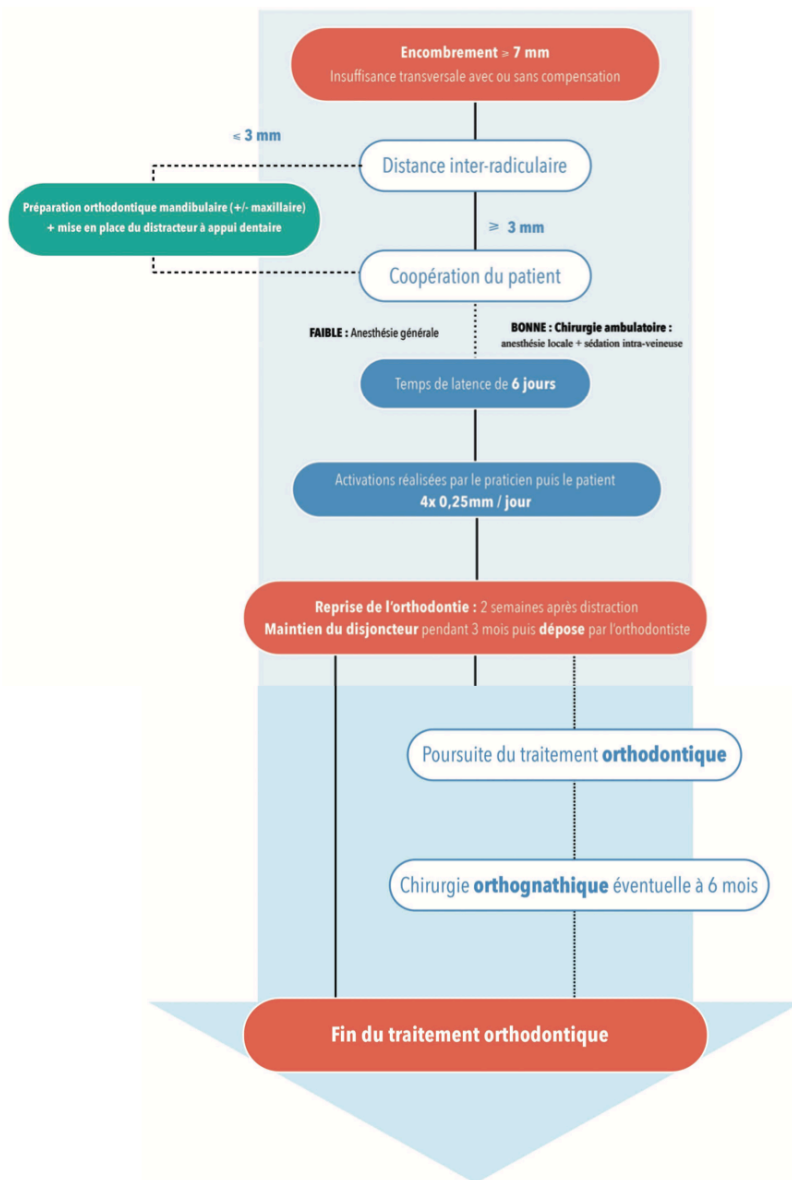 Encombrement ≥ 7 mm
Insuffisance transversale avec ou sans compensation
≤ 3 mm
Distance inter-radiculaire
Préparation orthodontique mandibulaire (+/- maxillaire)
+ mise en place du distracteur à appui dentaire
≥ 3 mm
Coopération du patient
FAIBLE : Anesthésie générale
BONNE : Chirurgie ambulatoire :
anesthésie locale + sédation intra-veineuse
Temps de latence de 6 jours
Activations réalisées par le praticien puis le patient
4x 0,25mm / jour
Reprise de l'orthodontie : 2 semaines après distraction
Maintien du disjoncteur pendant 3 mois puis dépose par l'orthodontiste
Poursuite du traitement orthodontique
Chirurgie orthognathique éventuelle à 6 mois
Fin du traitement orthodontique